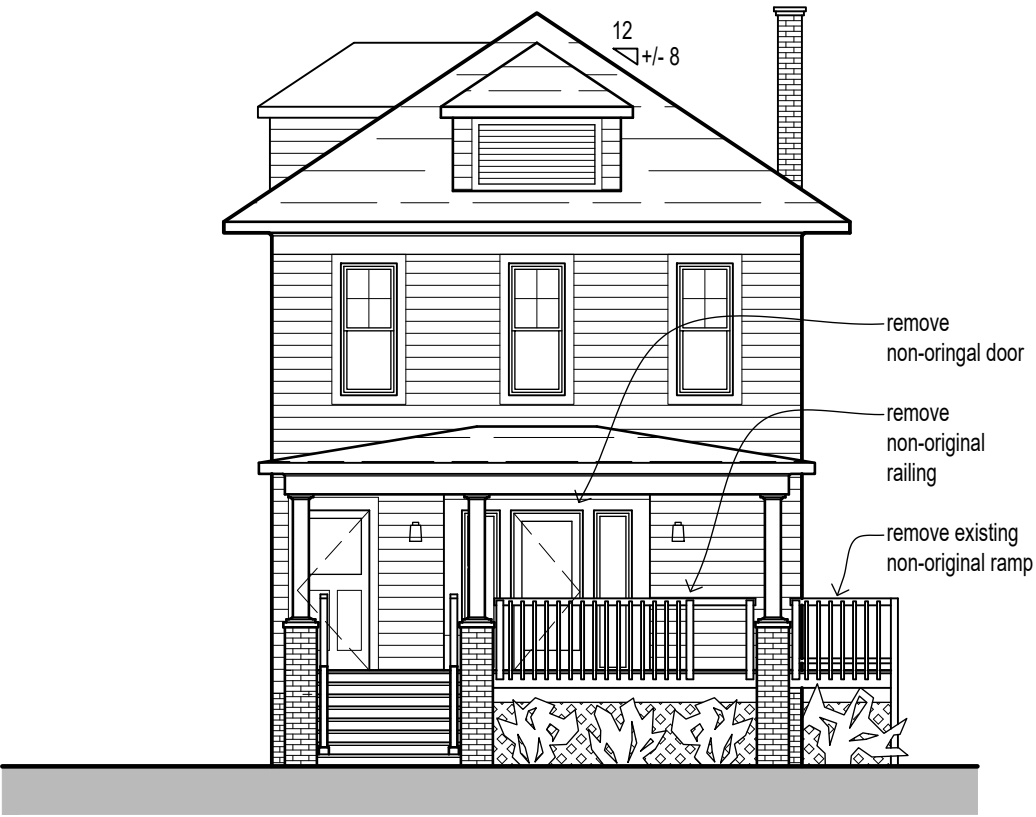 12
+/- 8
remove
non-oringal door
remove
non-original
railing
remove existing
non-original ramp